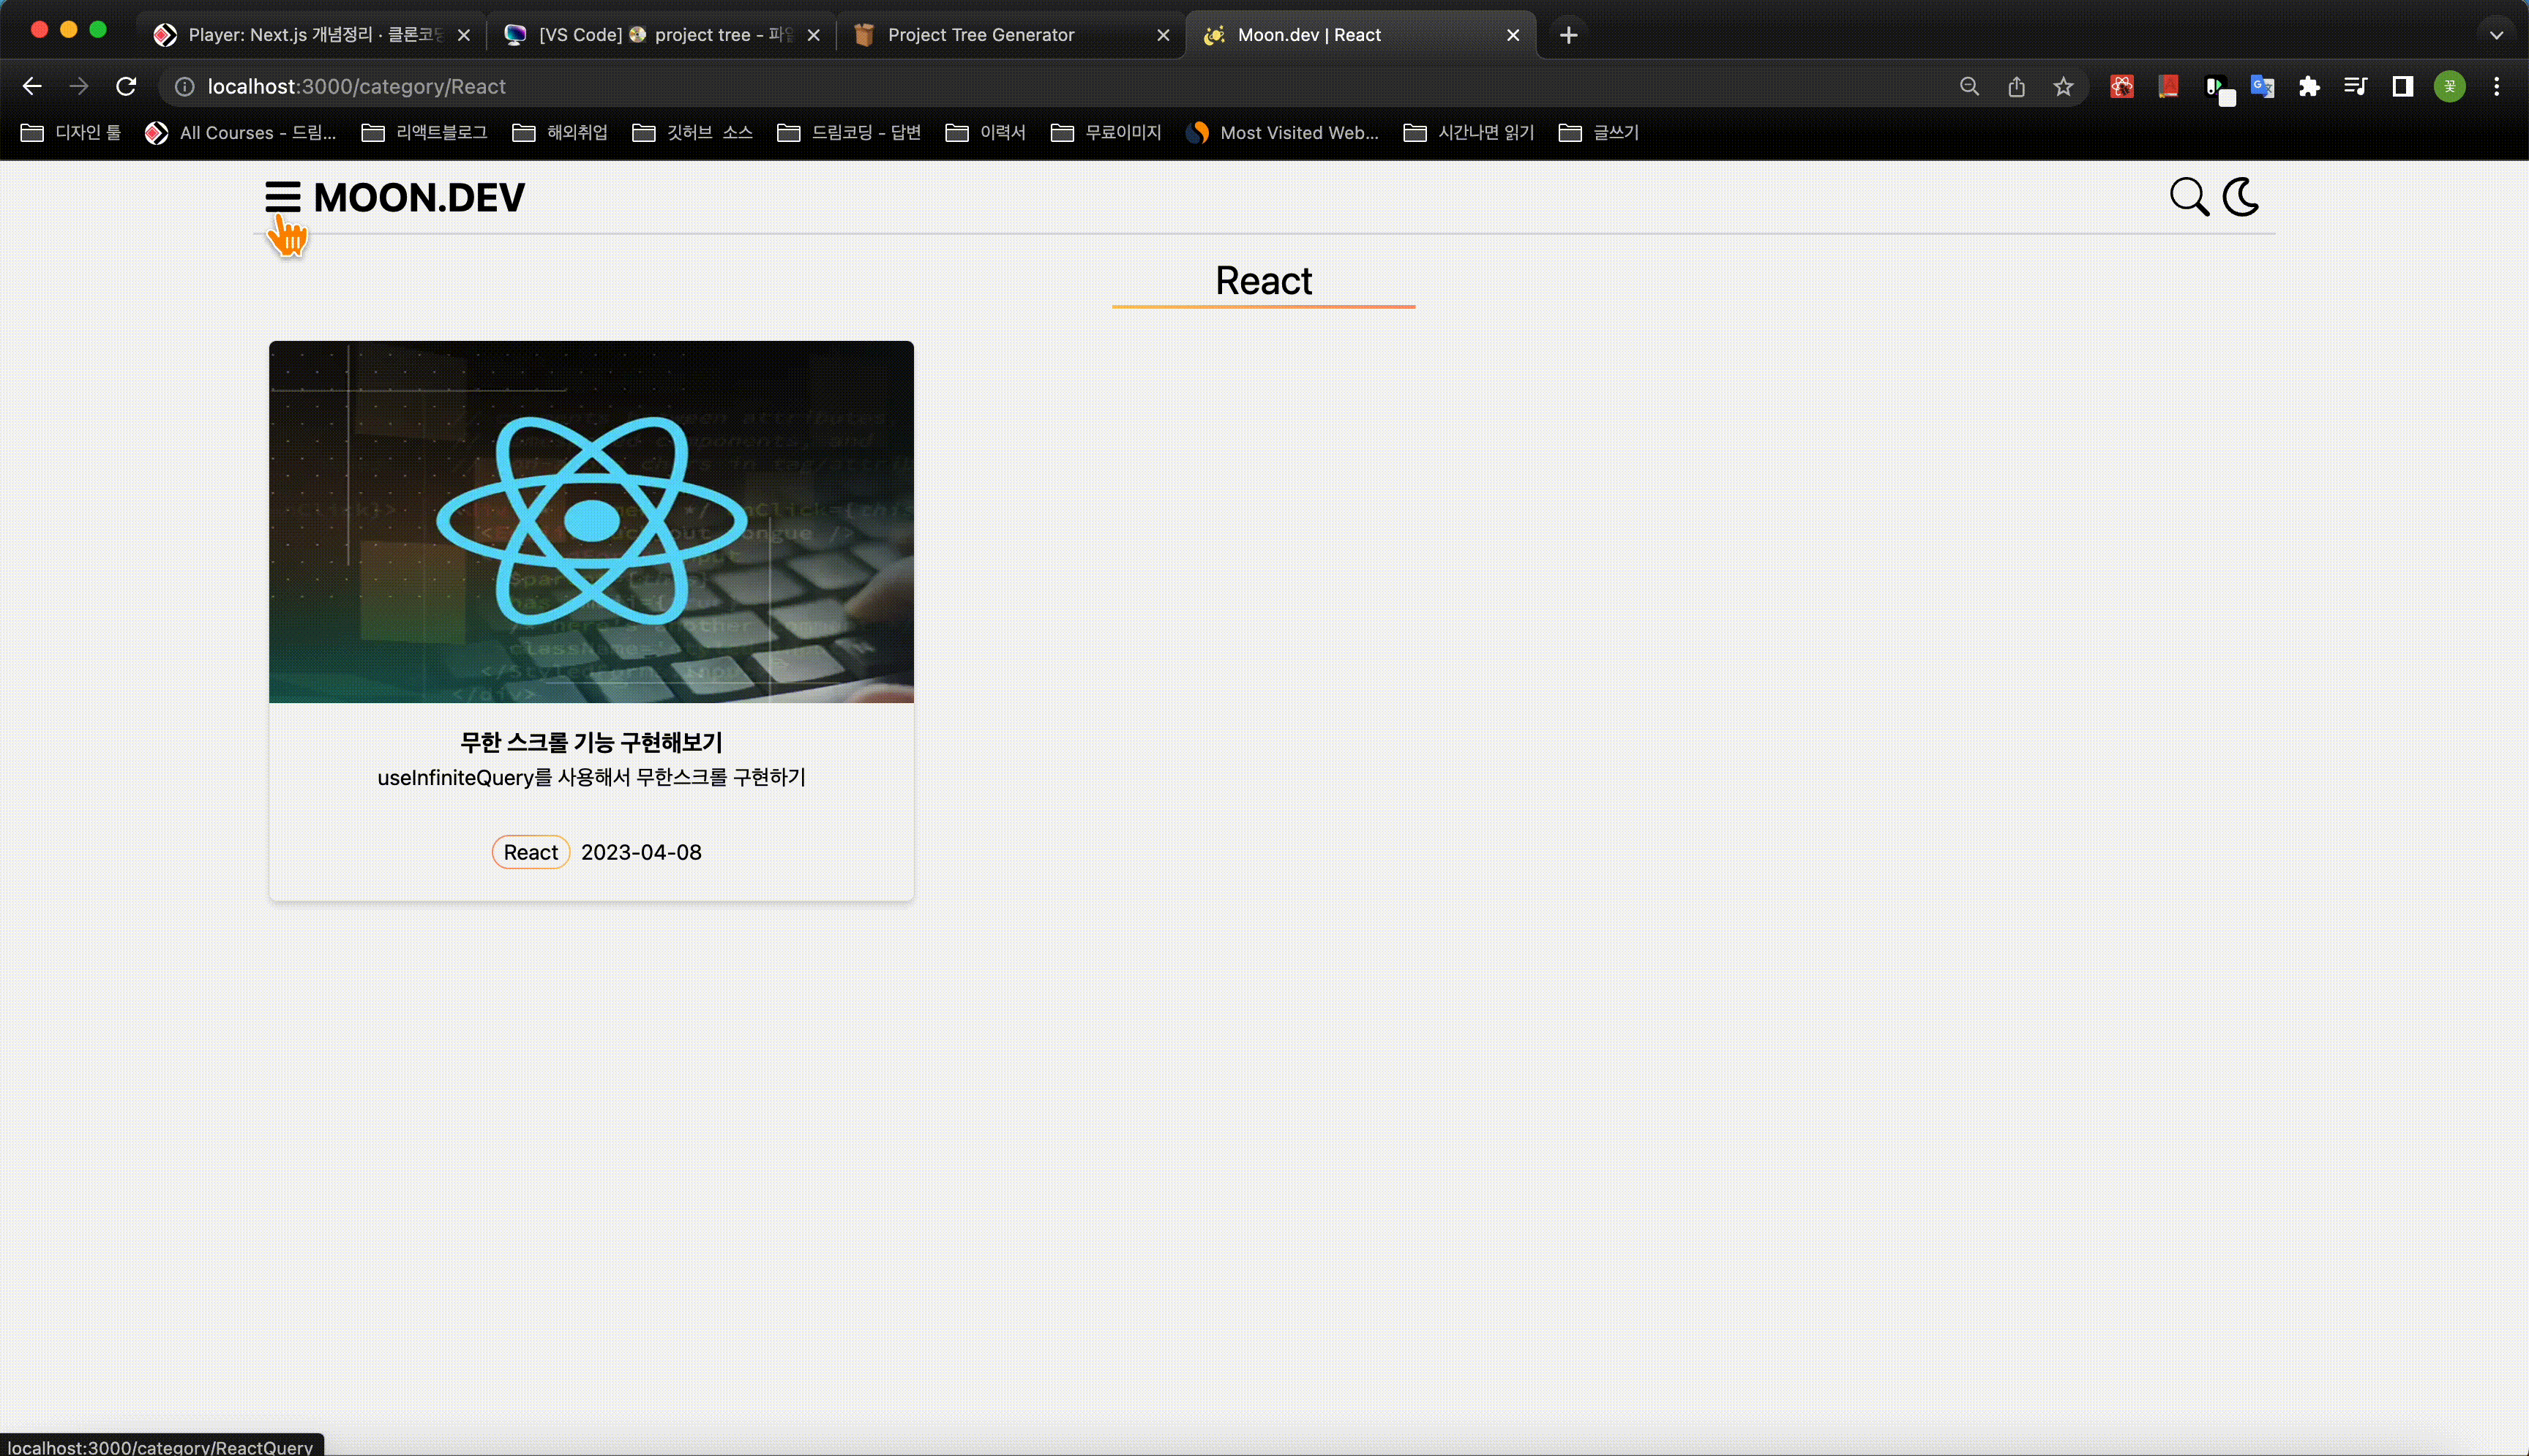 Player: Next.js 개념정리 · 클론코딩
[VS Code] project tree - 파일
Project Tree Generator
Moon.dev | React
localhost:3000/category/React
꽃
디자인 툴
All Courses - 드림...
리액트블로그
해외취업
깃허브 소스
드림코딩 - 답변
이력서
무료이미지
Most Visited Web...
시간나면 읽기
글쓰기
MOON.DEV
React
무한 스크롤 기능 구현해보기
useInfiniteQuery를 사용해서 무한스크롤 구현하기
React 2023-04-08
localhost:3000/category/ReactQuery